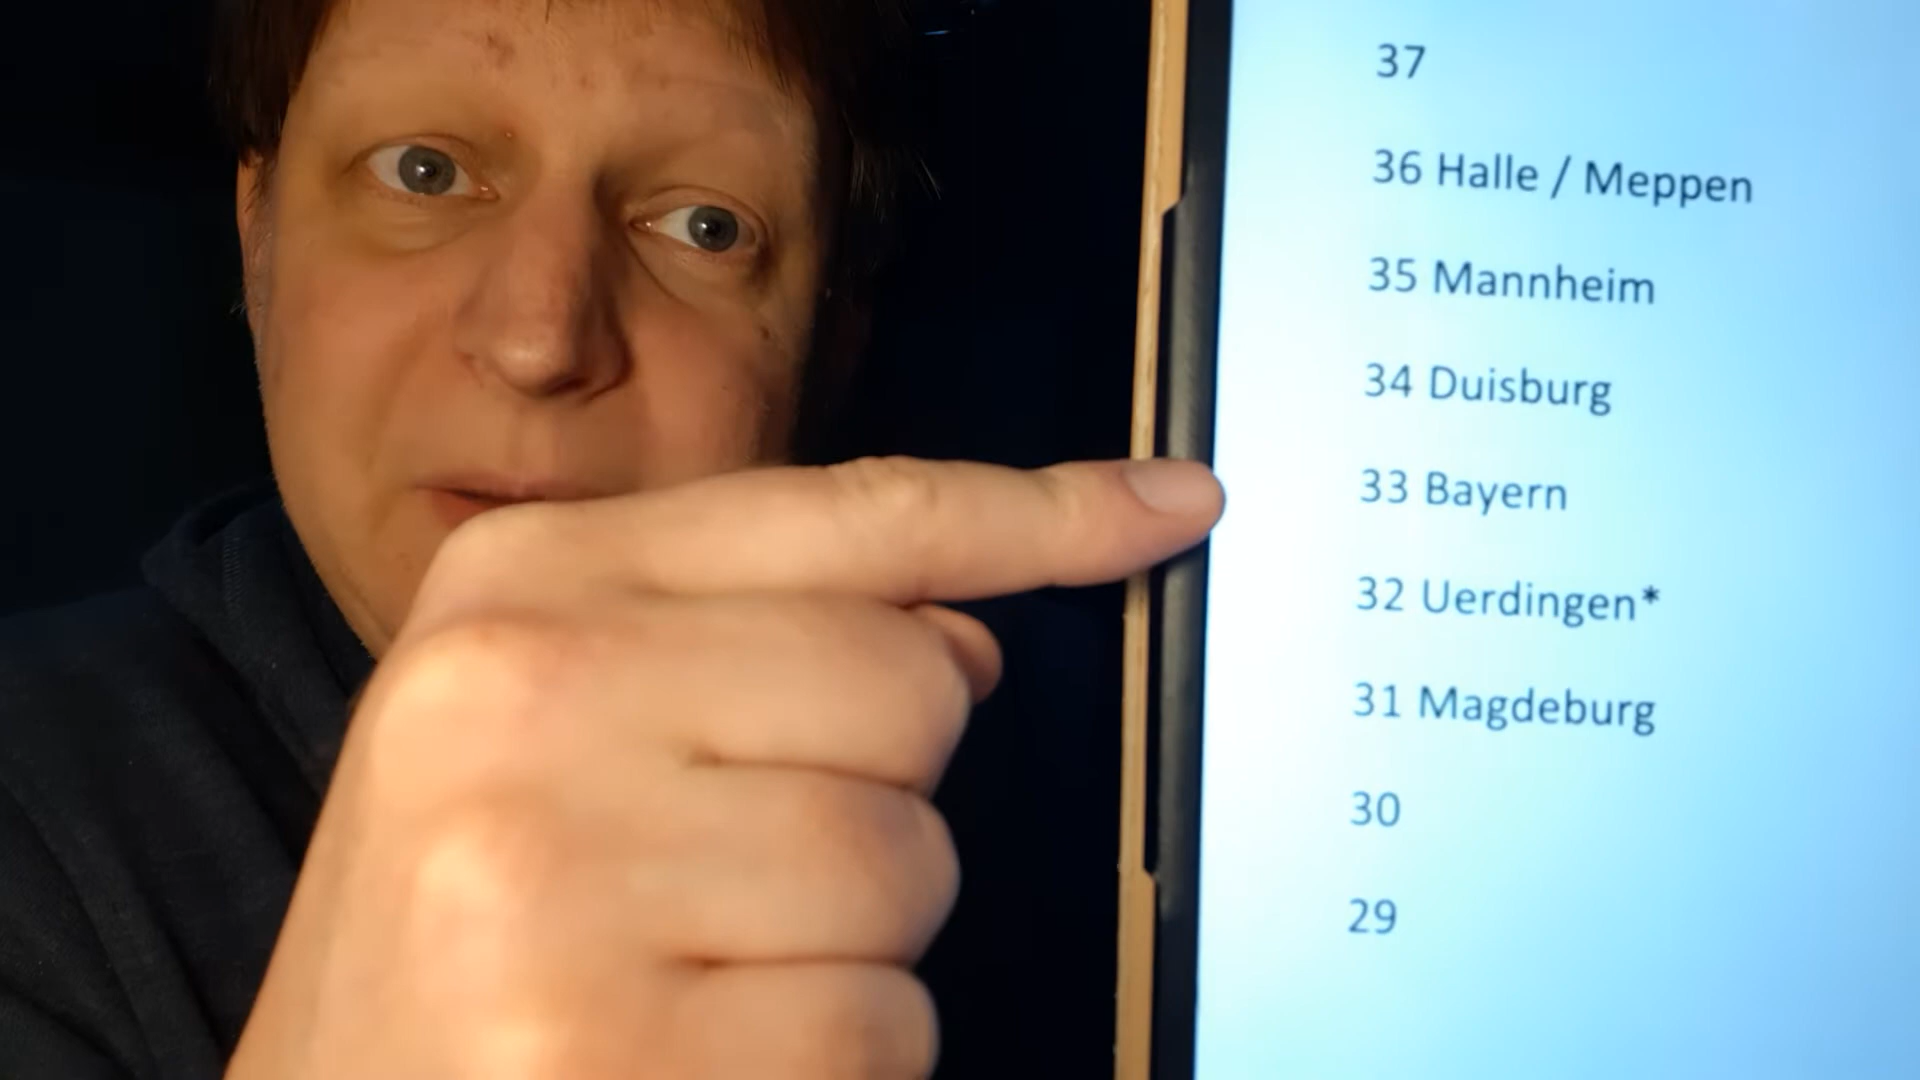 37
36 Halle / Meppen
35 Mannheim
34 Duisburg
33 Bayern
32 Uerdingen*
31 Magdeburg
30
29